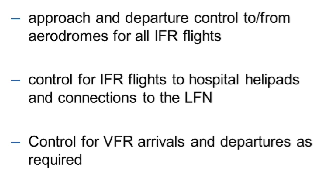 – approach and departure control to/from
aerodromes for all IFR flights
– control for IFR flights to hospital helipads
and connections to the LFN
– Control for VFR arrivals and departures as
required